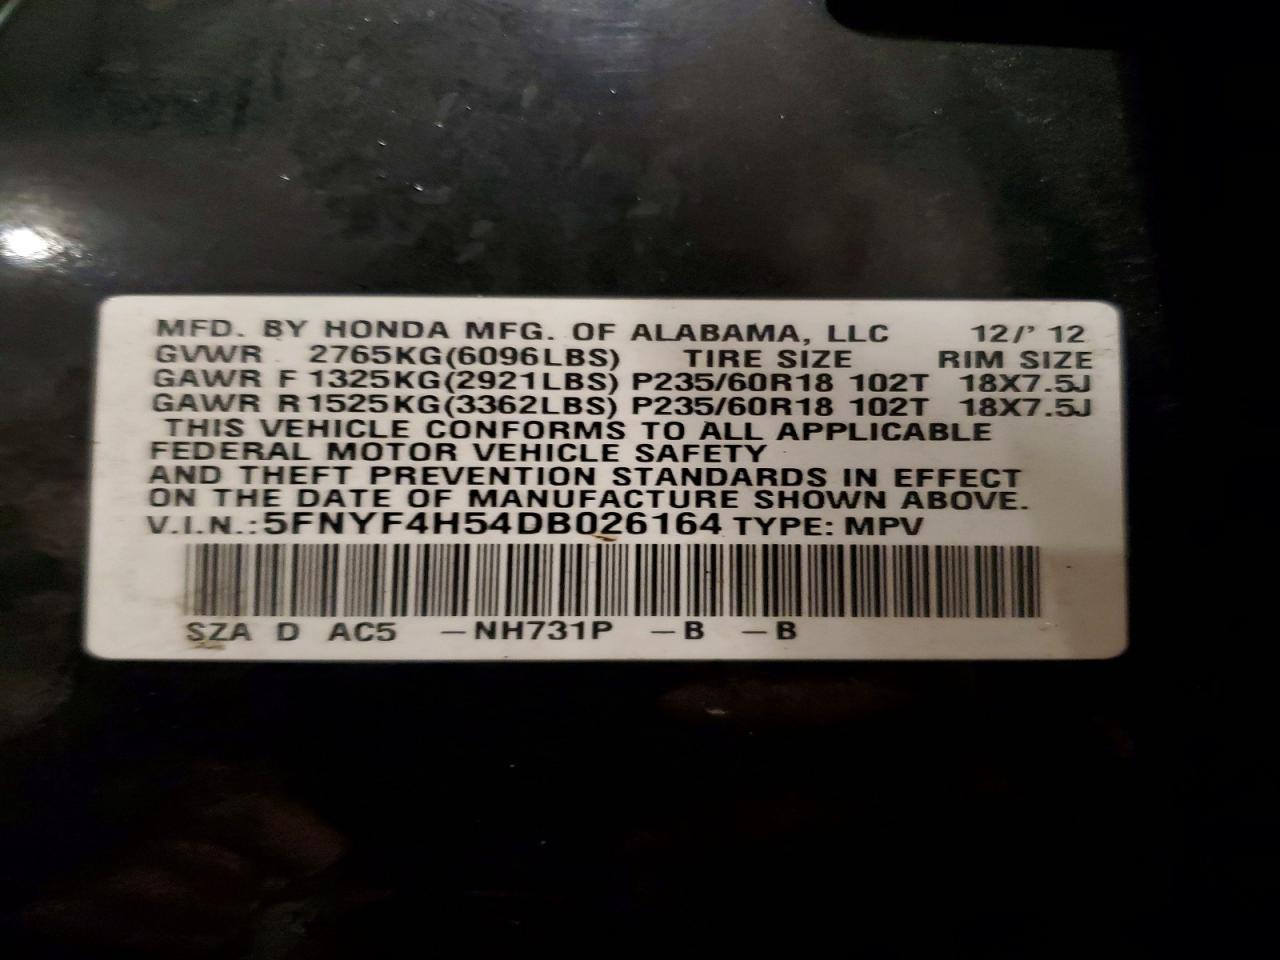 MFD. BY HONDA MFG. OF ALABAMA, LLC 12/' 12
GVWR 2765KG(6096LBS) TIRE SIZE RIM SIZE
GAWR F 1325KG(2921LBS) P235/60R18 102T 18X7.5J
GAWR R 1525KG(3362LBS) P235/60R18 102T 18X7.5J
THIS VEHICLE CONFORMS TO ALL APPLICABLE
FEDERAL MOTOR VEHICLE SAFETY
AND THEFT PREVENTION STANDARDS IN EFFECT
ON THE DATE OF MANUFACTURE SHOWN ABOVE.
V.I.N.: 5FNYF4H54DB026164 TYPE: MPV
SZA D AC5 -NH731P -B -B